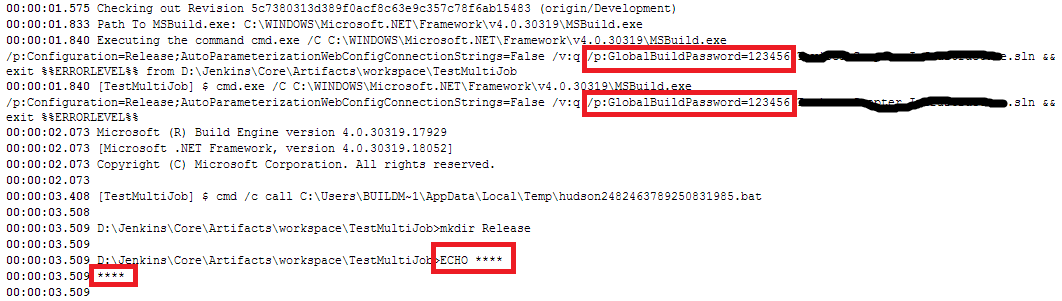 00:00:01.575 Checking out Revision 5c7380313d389f0acf8c63e9c357c78f6ab15483 (origin/Development)
00:00:01.833 Path To MSBuild.exe: C:\WINDOWS\Microsoft.NET\Framework\v4.0.30319\MSBuild.exe
00:00:01.840 Executing the command cmd.exe /C C:\WINDOWS\Microsoft.NET\Framework\v4.0.30319\MSBuild.exe
/p:Configuration=Release;AutoParameterizationWebConfigConnectionStrings=False /v:q /p:GlobalBuildPassword=123456 .sln &&
exit %%ERRORLEVEL%% from D:\Jenkins\Core\Artifacts\workspace\TestMultiJob
00:00:01.840 [TestMultiJob] $ cmd.exe /C C:\WINDOWS\Microsoft.NET\Framework\v4.0.30319\MSBuild.exe
/p:Configuration=Release;AutoParameterizationWebConfigConnectionStrings=False /v:q /p:GlobalBuildPassword=123456 .sln &&
exit %%ERRORLEVEL%%
00:00:02.073 Microsoft (R) Build Engine version 4.0.30319.17929
00:00:02.073 [Microsoft .NET Framework, version 4.0.30319.18052]
00:00:02.073 Copyright (C) Microsoft Corporation. All rights reserved.
00:00:02.073
00:00:03.408 [TestMultiJob] $ cmd /c call C:\Users\BUILDM~1\AppData\Local\Temp\hudson2482463789250831985.bat
00:00:03.508
00:00:03.509 D:\Jenkins\Core\Artifacts\workspace\TestMultiJob>mkdir Release
00:00:03.509
00:00:03.509 D:\Jenkins\Core\Artifacts\workspace\TestMultiJob>ECHO ****
00:00:03.509 ****
00:00:03.509